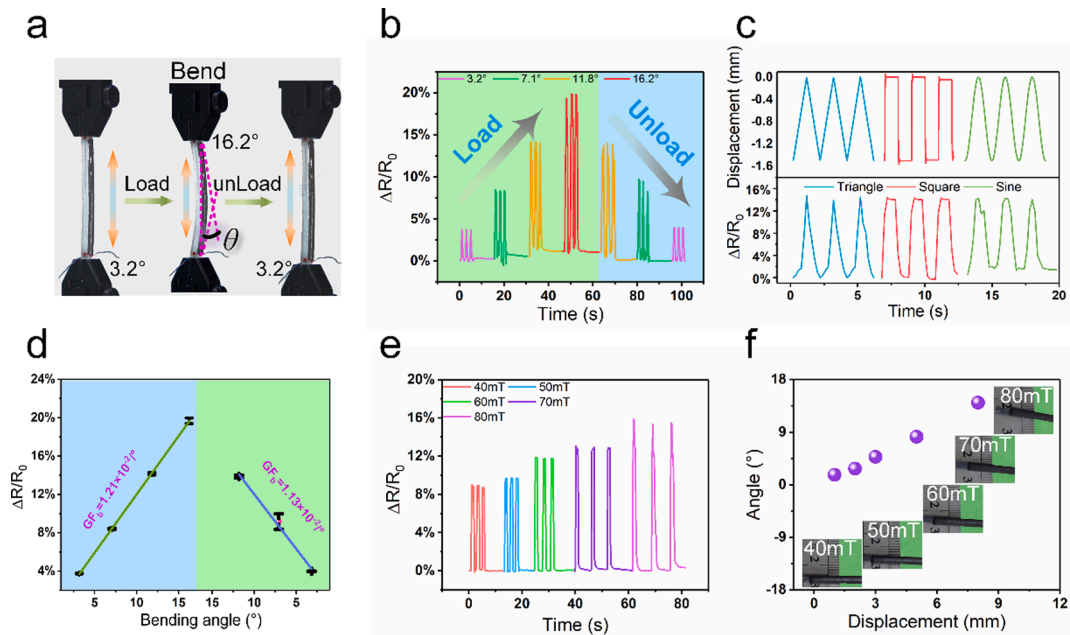 a
Bend
16.2°
Load
unLoad
θ
3.2°
3.2°
b
3.2° 7.1° 11.8° 16.2°
20%
15%
10%
5%
0%
Load
Unload
ΔR/R0
0 20 40 60 80 100
Time (s)
c
0.0
-0.4
-0.8
-1.2
-1.6
Displacement (mm)
Triangle Square Sine
16%
12%
8%
4%
0%
ΔR/R0
0 5 10 15 20
Time (s)
d
24%
20%
16%
12%
8%
4%
ΔR/R0
GFb=1.21×10-2/°
GFb=1.13×10-2/°
5 10 15 10 5
Bending angle (°)
e
20%
16%
12%
8%
4%
0%
ΔR/R0
40mT 50mT
60mT 70mT
80mT
0 20 40 60 80
Time (s)
f
18
9
0
-9
-18
Angle (°)
80mT
70mT
60mT
50mT
40mT
0 3 6 9 12
Displacement (mm)